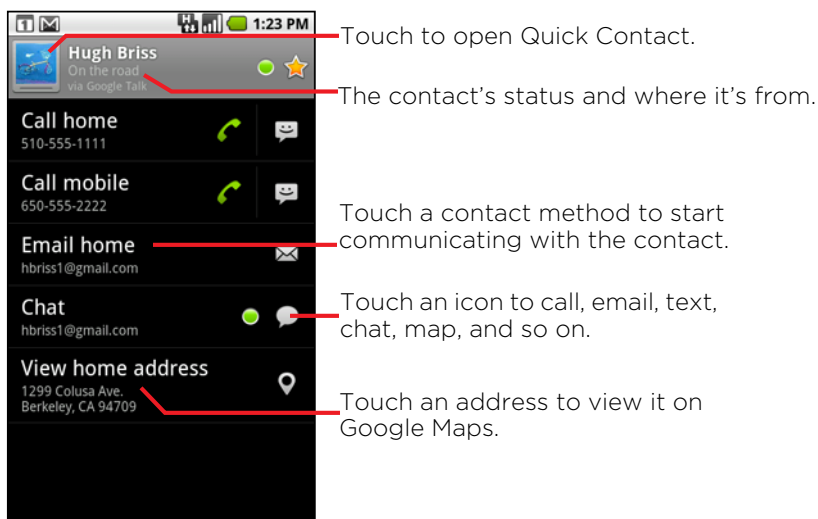 1:23 PM
Hugh Briss
On the road
via Google Talk
Call home
510-555-1111
Call mobile
650-555-2222
Email home
hbriss1@gmail.com
Chat
hbriss1@gmail.com
View home address
1299 Colusa Ave.
Berkeley, CA 94709
Touch to open Quick Contact.
The contact’s status and where it’s from.
Touch a contact method to start
communicating with the contact.
Touch an icon to call, email, text,
chat, map, and so on.
Touch an address to view it on
Google Maps.